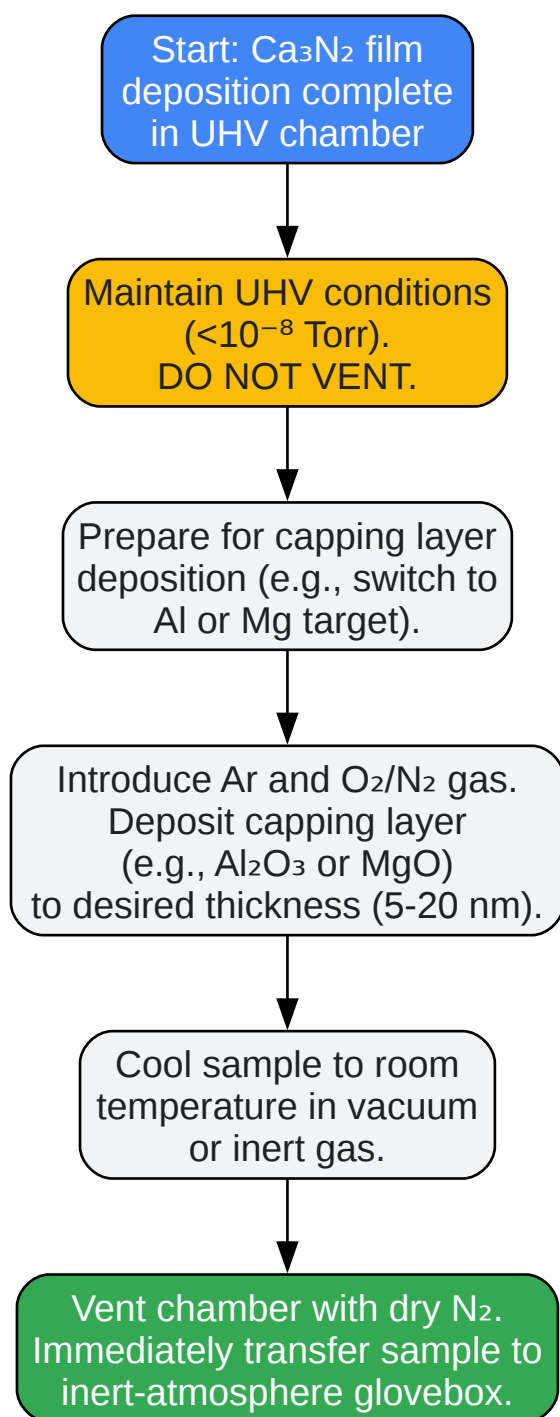 Start: Ca₃N₂ film
deposition complete
in UHV chamber
Maintain UHV conditions
(<10⁻⁸ Torr).
DO NOT VENT.
Prepare for capping layer
deposition (e.g., switch to
Al or Mg target).
Introduce Ar and O₂/N₂ gas.
Deposit capping layer
(e.g., Al₂O₃ or MgO)
to desired thickness (5-20 nm).
Cool sample to room
temperature in vacuum
or inert gas.
Vent chamber with dry N₂.
Immediately transfer sample to
inert-atmosphere glovebox.